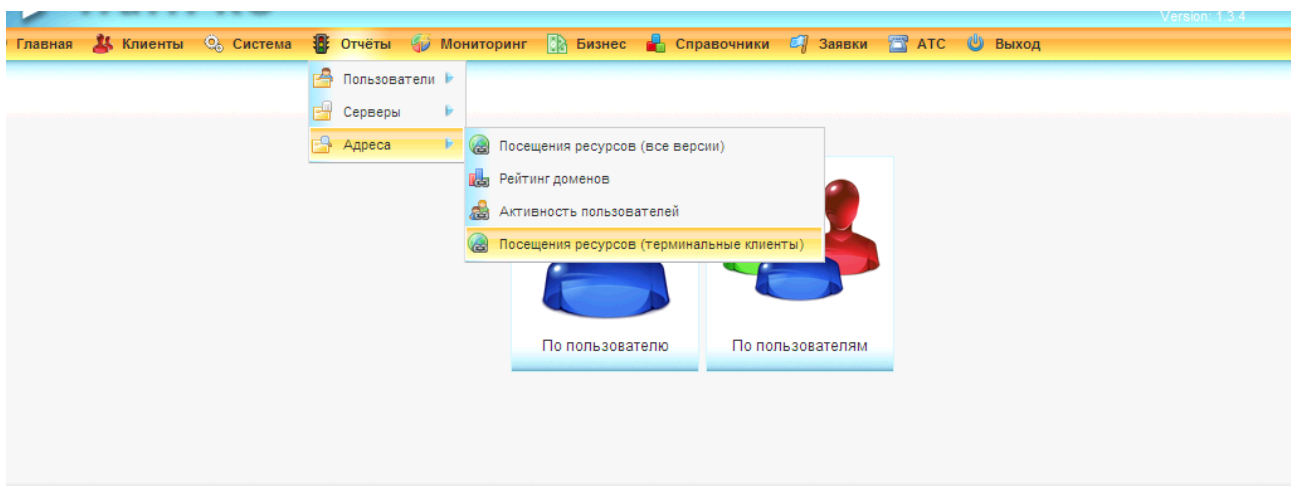 Version: 1.3.4
Главная Клиенты Система Отчёты Мониторинг Бизнес Справочники Заявки АТС Выход
Пользователи
Серверы
Адреса
Посещения ресурсов (все версии)
Рейтинг доменов
Активность пользователей
Посещения ресурсов (терминальные клиенты)
По пользователю По пользователям